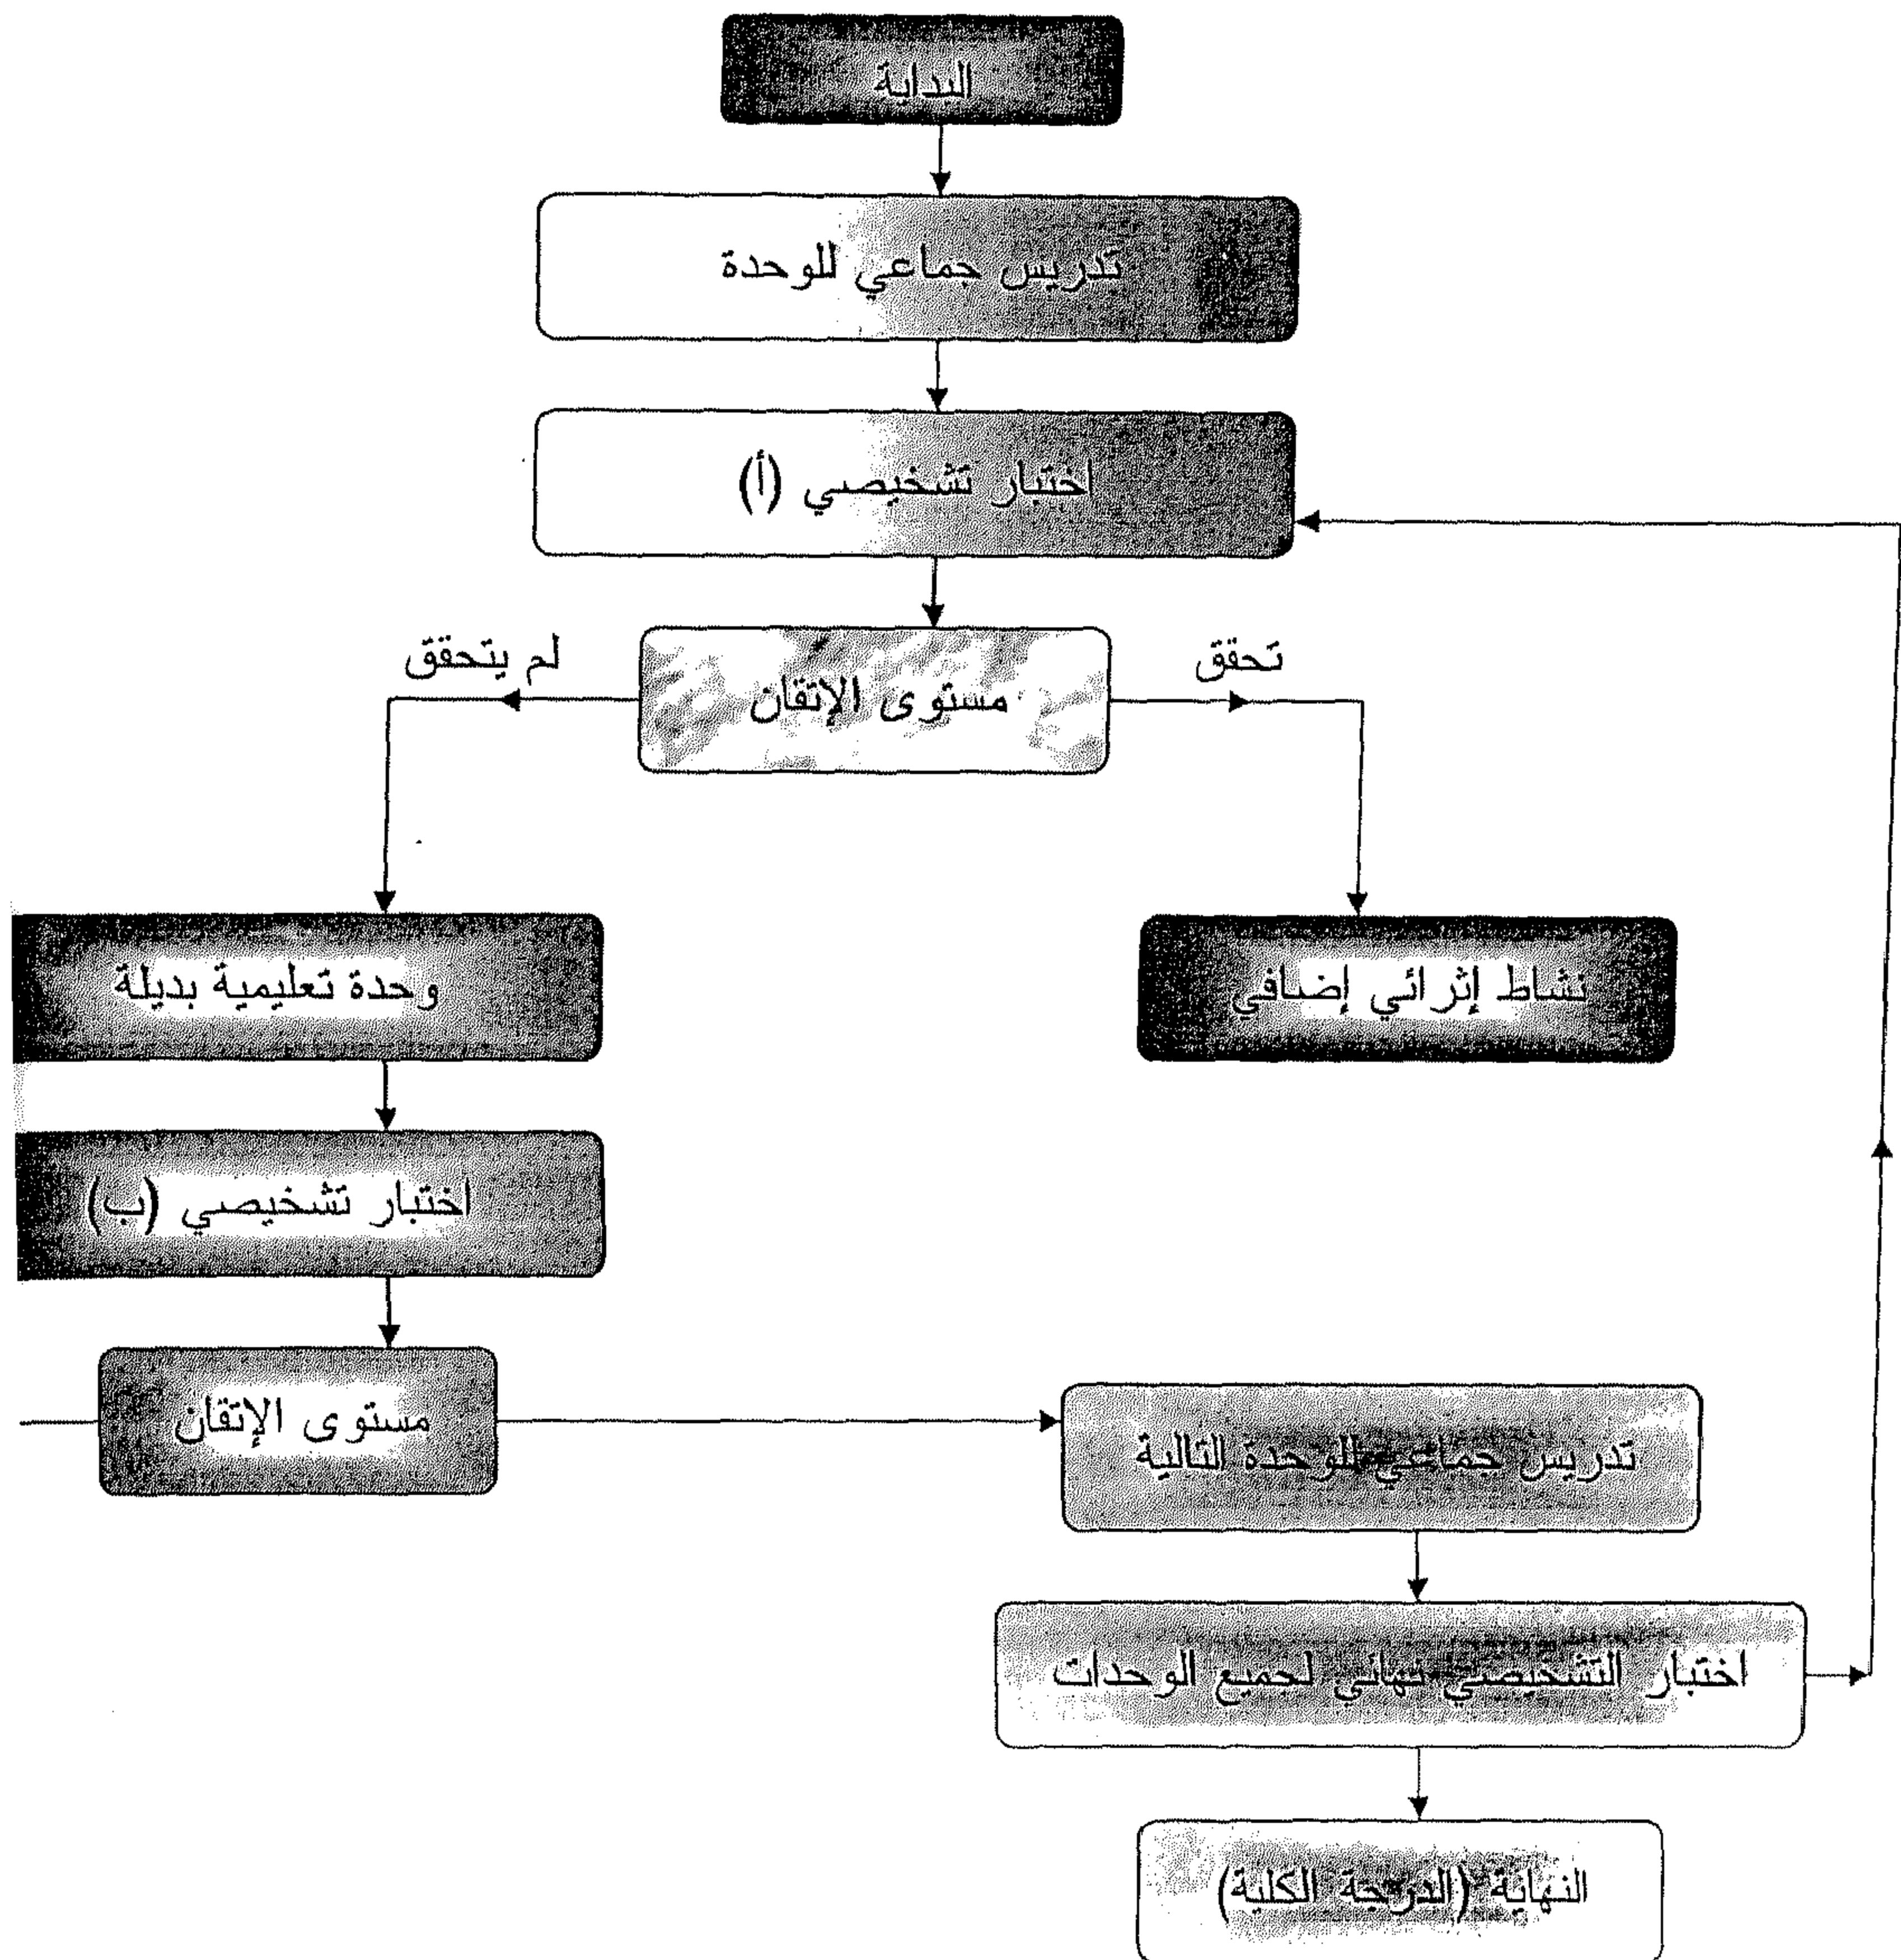 البداية
تدريس جماعي للوحدة
اختبار تشخيصي (أ)
تحقق
مستوى الإتقان
لم يتحقق
نشاط إثرائي إضافي
وحدة تعليمية بديلة
اختبار تشخيصي (ب)
مستوى الإتقان
تدريس جماعي للوحدة التالية
اختبار التشخيصي نهائي لجميع الوحدات
النهاية (الدرجة الكلية)